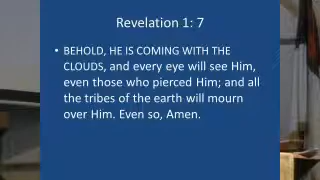 Revelation 1: 7
• BEHOLD, HE IS COMING WITH THE
CLOUDS, and every eye will see Him,
even those who pierced Him; and all
the tribes of the earth will mourn
over Him. Even so, Amen.